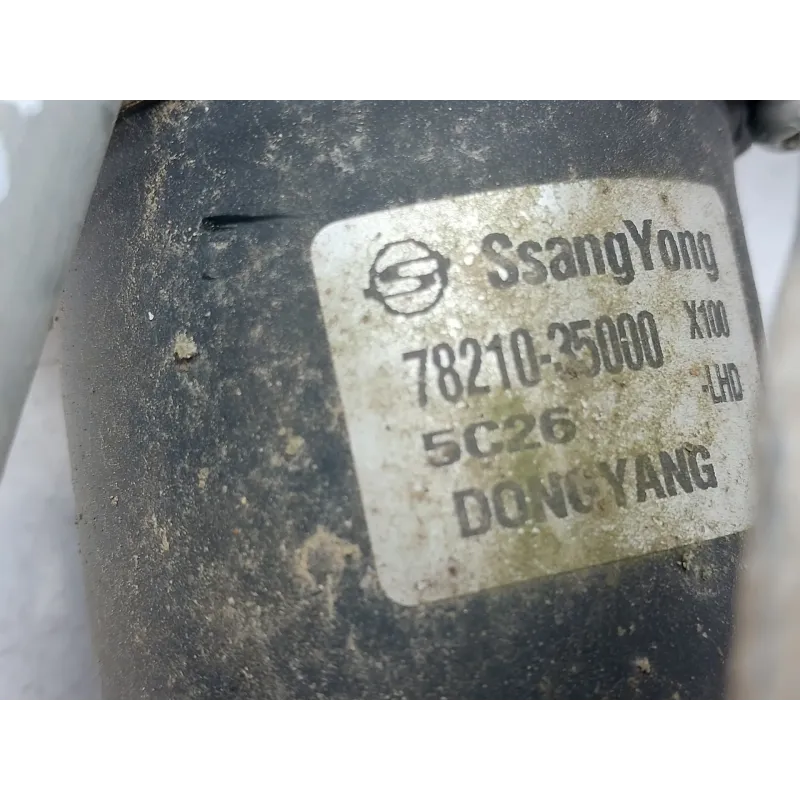 SsangYong
78210-35000 X100
-LHD
5C26
DONGYANG